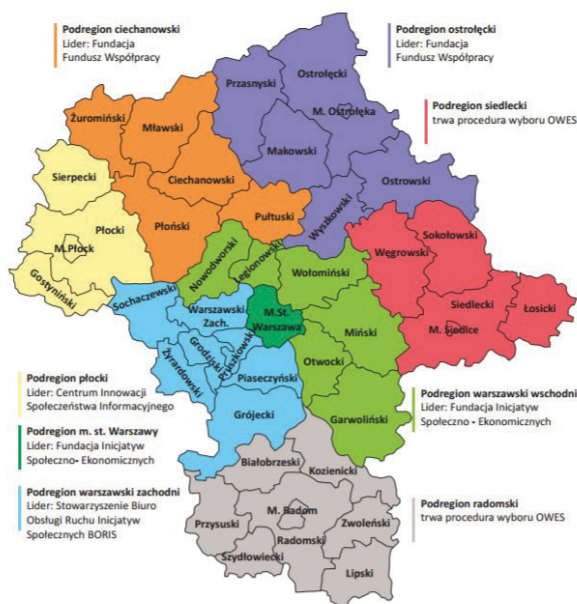 Podregion ciechanowski
Lider: Fundacja
Fundusz Współpracy
Podregion ostrołęcki
Lider: Fundacja
Fundusz Współpracy
Podregion siedlecki
trwa procedura wyboru OWES
Ostrołęcki
Przasnyski
M. Ostrołęka
Żuromiński
Mławski
Makowski
Sierpecki
Ciechanowski
Ostrowski
Płocki
Płoński
Pułtuski
Wyszkowski
Sokołowski
M.Płock
Węgrowski
Nowodworski
Legionowski
Wołomiński
Gostyniński
Sochaczewski
Siedlecki
Łosicki
Warszawski
Zach.
M.St.
Warszawa
Miński
M. Siedlce
Grodziski
Pruszkowski
Żyrardowski
Otwocki
Piaseczyński
Garwoliński
Grójecki
Podregion płocki
Lider: Centrum Innowacji
Społeczeństwa Informacyjnego
Podregion m. st. Warszawy
Lider: Fundacja Inicjatyw
Społeczno- Ekonomicznych
Podregion warszawski zachodni
Lider: Stowarzyszenie Biuro
Obsługi Ruchu Inicjatyw
Społecznych BORIS
Podregion warszawski wschodni
Lider: Fundacja Inicjatyw
Społeczno - Ekonomicznych
Białobrzeski
Kozienicki
Podregion radomski
trwa procedura wyboru OWES
M. Radom
Przysuski
Zwoleński
Radomski
Szydłowiecki
Lipski